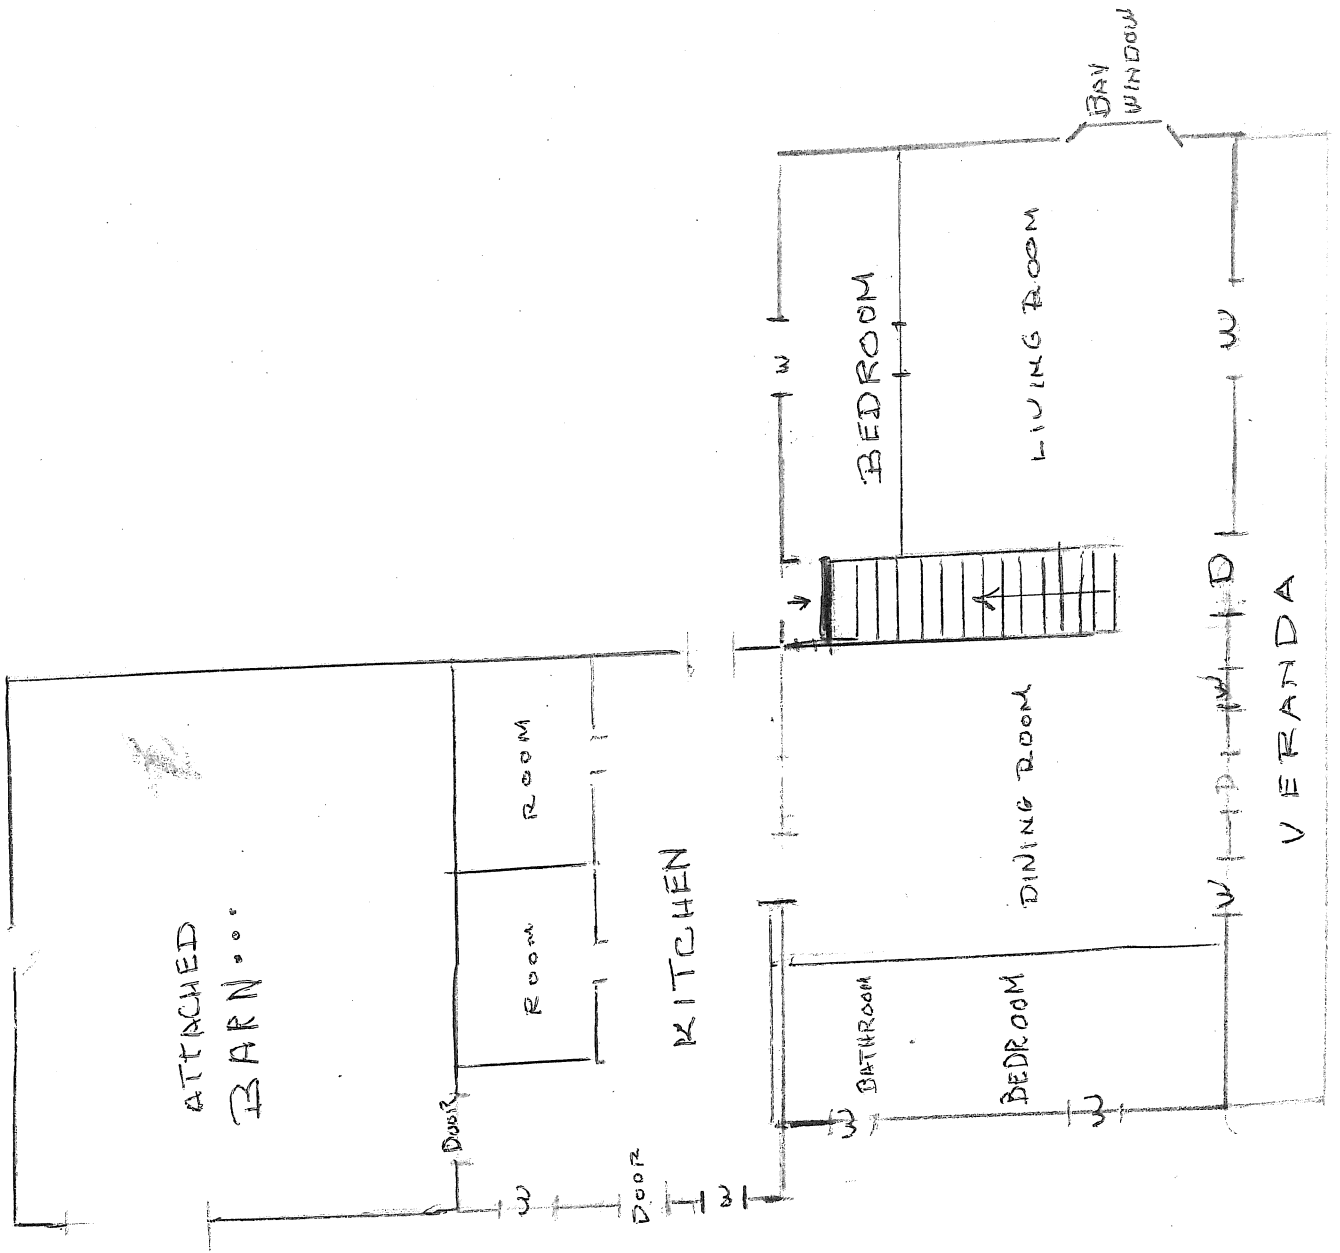 ATTACHED
BARN...
DOOR
W
ROOM
ROOM
DOOR
W
KITCHEN
W
BEDROOM
BATHROOM
W
BEDROOM
W
DINING ROOM
LIVING ROOM
BAY
WINDOW
W
D
W
D
W
VERANDA